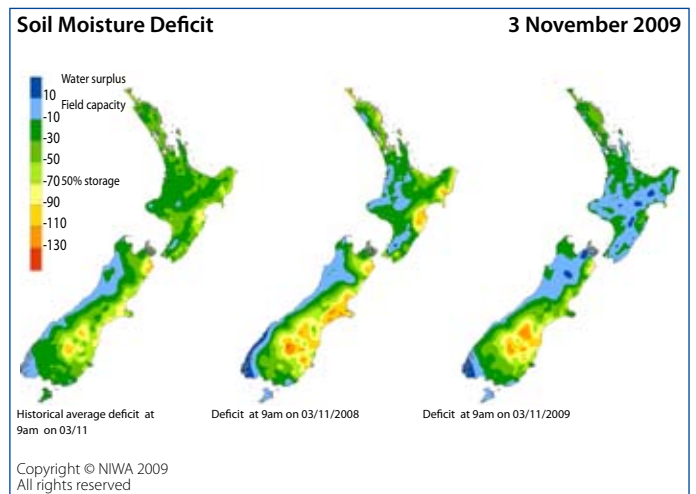 Soil Moisture Deficit
3 November 2009
Water surplus
10
Field capacity
-10
-30
-50
-70 50% storage
-90
-110
-130
Historical average deficit at
9am on 03/11
Deficit at 9am on 03/11/2008
Deficit at 9am on 03/11/2009
Copyright © NIWA 2009
All rights reserved